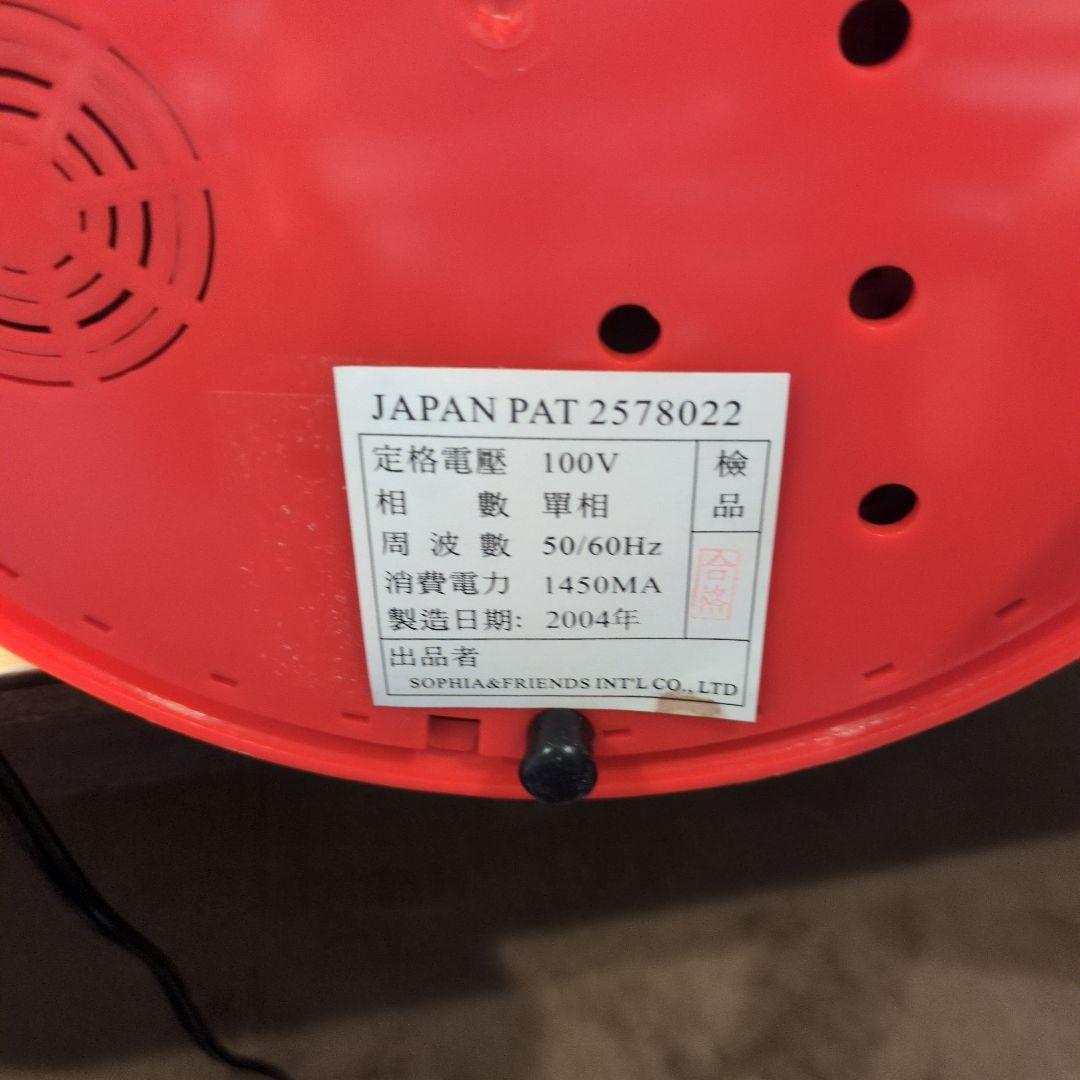 JAPAN PAT 2578022
定格電壓 100V
相數 單相
周波數 50/60Hz
消費電力 1450MA
製造日期: 2004年
檢品
合格
出品者
SOPHIA&FRIENDS INT'L CO., LTD